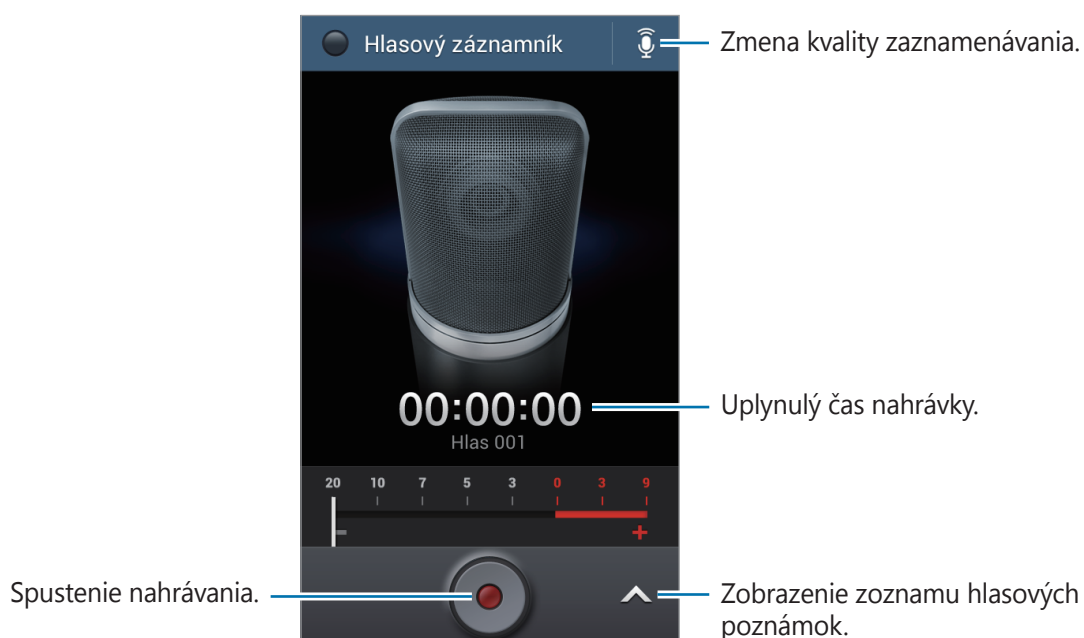 Hlasový záznamník
Zmena kvality zaznamenávania.
00:00:00
Uplynulý čas nahrávky.
Hlas 001
20 10 7 5 3 0 3 9
- +
Spustenie nahrávania.
Zobrazenie zoznamu hlasových
poznámok.